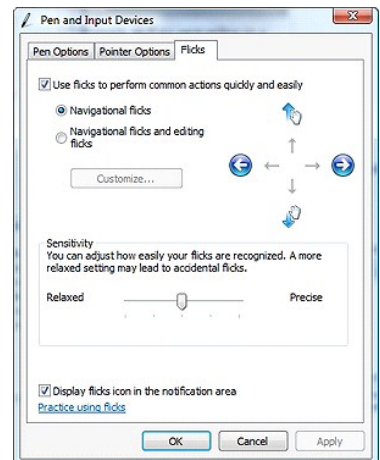 Pen and Input Devices
Pen Options Pointer Options Flicks
Use flicks to perform common actions quickly and easily
Navigational flicks
Navigational flicks and editing
flicks
Customize...
Sensitivity
You can adjust how easily your flicks are recognized. A more
relaxed setting may lead to accidental flicks.
Relaxed Precise
Display flicks icon in the notification area
Practice using flicks
OK Cancel Apply